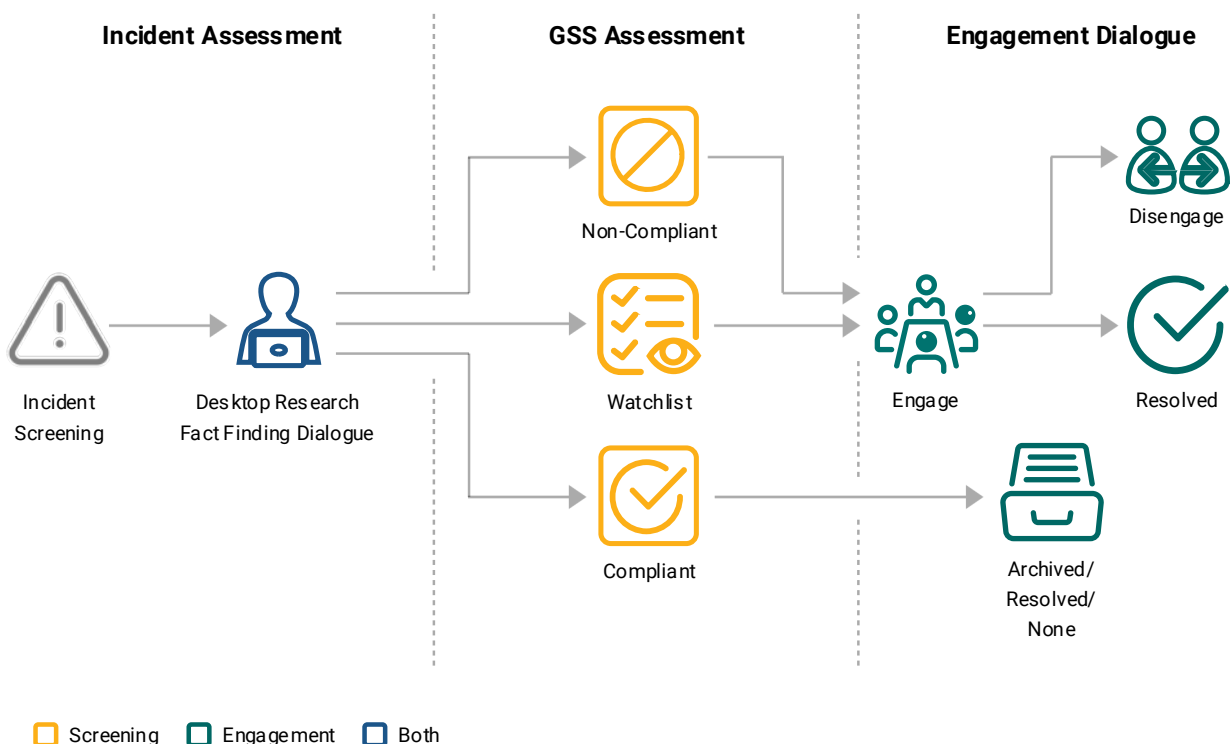 Incident Assessment
GSS Assessment
Engagement Dialogue
Non-Compliant
Disengage
Incident
Screening
Desktop Research
Fact Finding Dialogue
Watchlist
Engage
Resolved
Compliant
Archived/
Resolved/
None
Screening
Engagement
Both